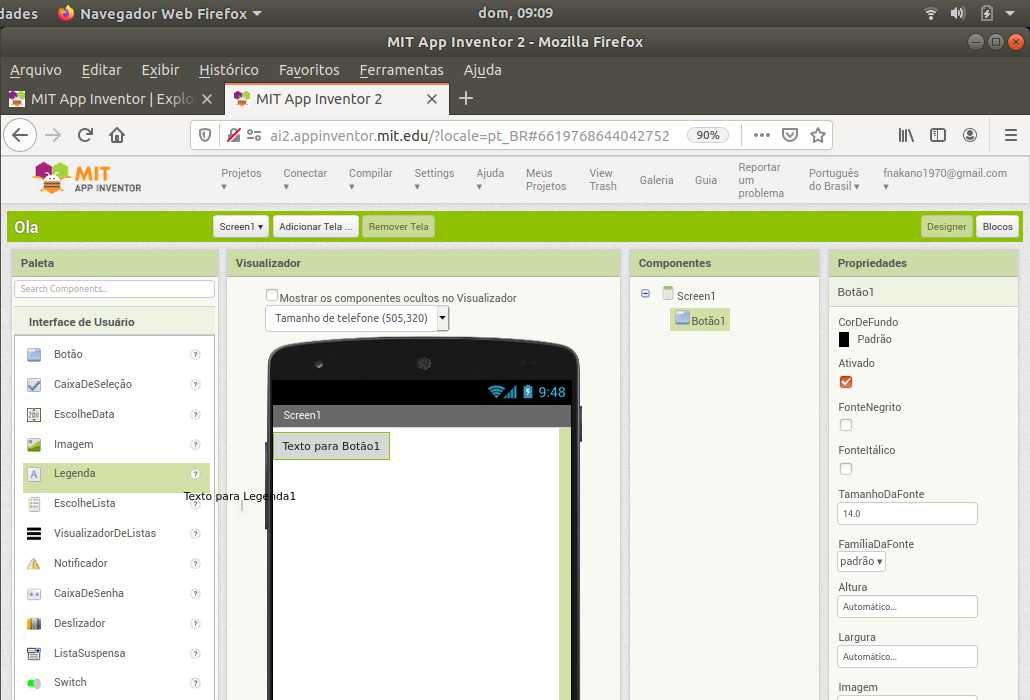 dades
Navegador Web Firefox
dom, 09:09
MIT App Inventor 2 - Mozilla Firefox
Arquivo Editar Exibir Histórico Favoritos Ferramentas Ajuda
MIT App Inventor | Explo
MIT App Inventor 2
ai2.appinventor.mit.edu/?locale=pt_BR#6619768644042752
90%
MIT
APP INVENTOR
Projetos
Conectar
Compilar
Settings
Ajuda
Meus
Projetos
View
Trash
Galeria
Guia
Reportar
um
problema
Português
do Brasil
fnakano1970@gmail.com
Ola
Screen1
Adicionar Tela ...
Remover Tela
Designer
Blocos
Paleta
Search Components...
Interface de Usuário
Botão ?
CaixaDeSeleção ?
EscolheData ?
Imagem ?
A Legenda ?
EscolheLista ?
VisualizadorDeListas ?
Notificador ?
CaixaDeSenha ?
Deslizador ?
ListaSuspensa ?
Switch ?
Texto para Legenda1
Visualizador
Mostrar os componentes ocultos no Visualizador
Tamanho de telefone (505,320)
9:48
Screen1
Texto para Botão1
Componentes
Screen1
Botão1
Propriedades
Botão1
CorDeFundo
Padrão
Ativado
FonteNegrito
FonteItálico
TamanhoDaFonte
14.0
FamíliaDaFonte
padrão
Altura
Automático...
Largura
Automático...
Imagem